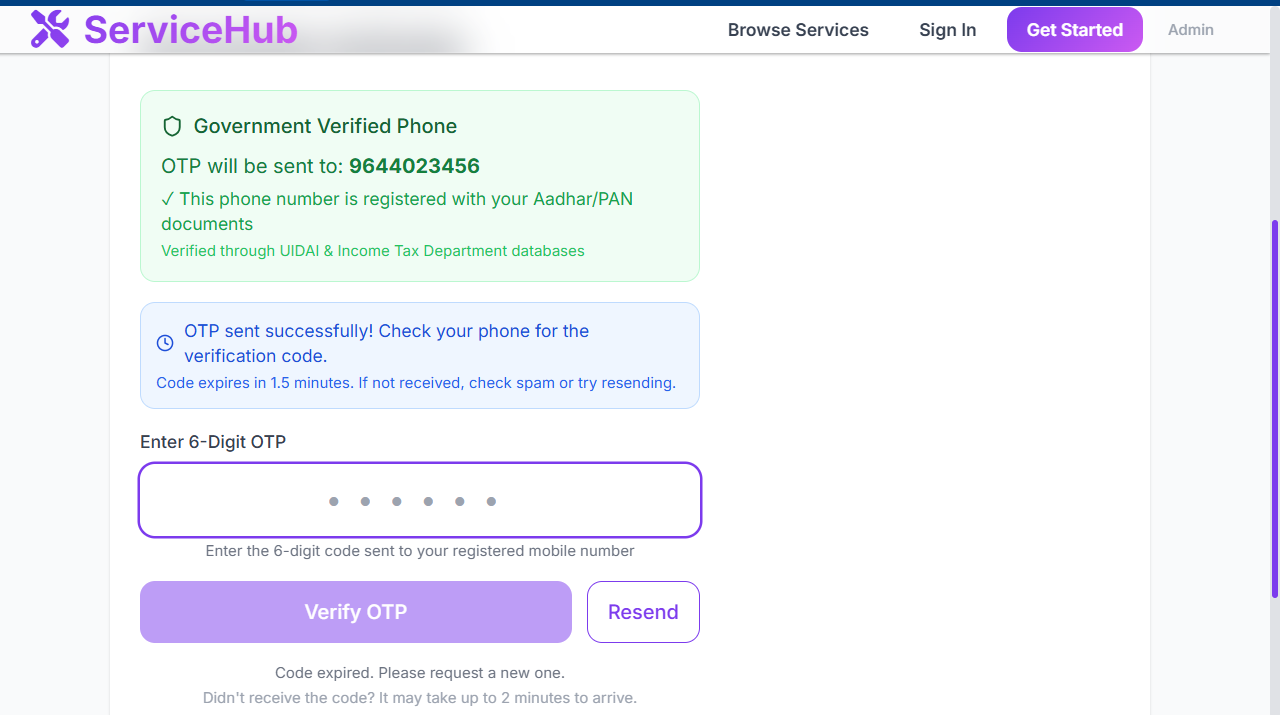 ServiceHub
Browse Services
Sign In
Get Started
Admin
Government Verified Phone
OTP will be sent to: 9644023456
✓ This phone number is registered with your Aadhar/PAN
documents
Verified through UIDAI & Income Tax Department databases
OTP sent successfully! Check your phone for the
verification code.
Code expires in 1.5 minutes. If not received, check spam or try resending.
Enter 6-Digit OTP
● ● ● ● ● ●
Enter the 6-digit code sent to your registered mobile number
Verify OTP
Resend
Code expired. Please request a new one.
Didn't receive the code? It may take up to 2 minutes to arrive.